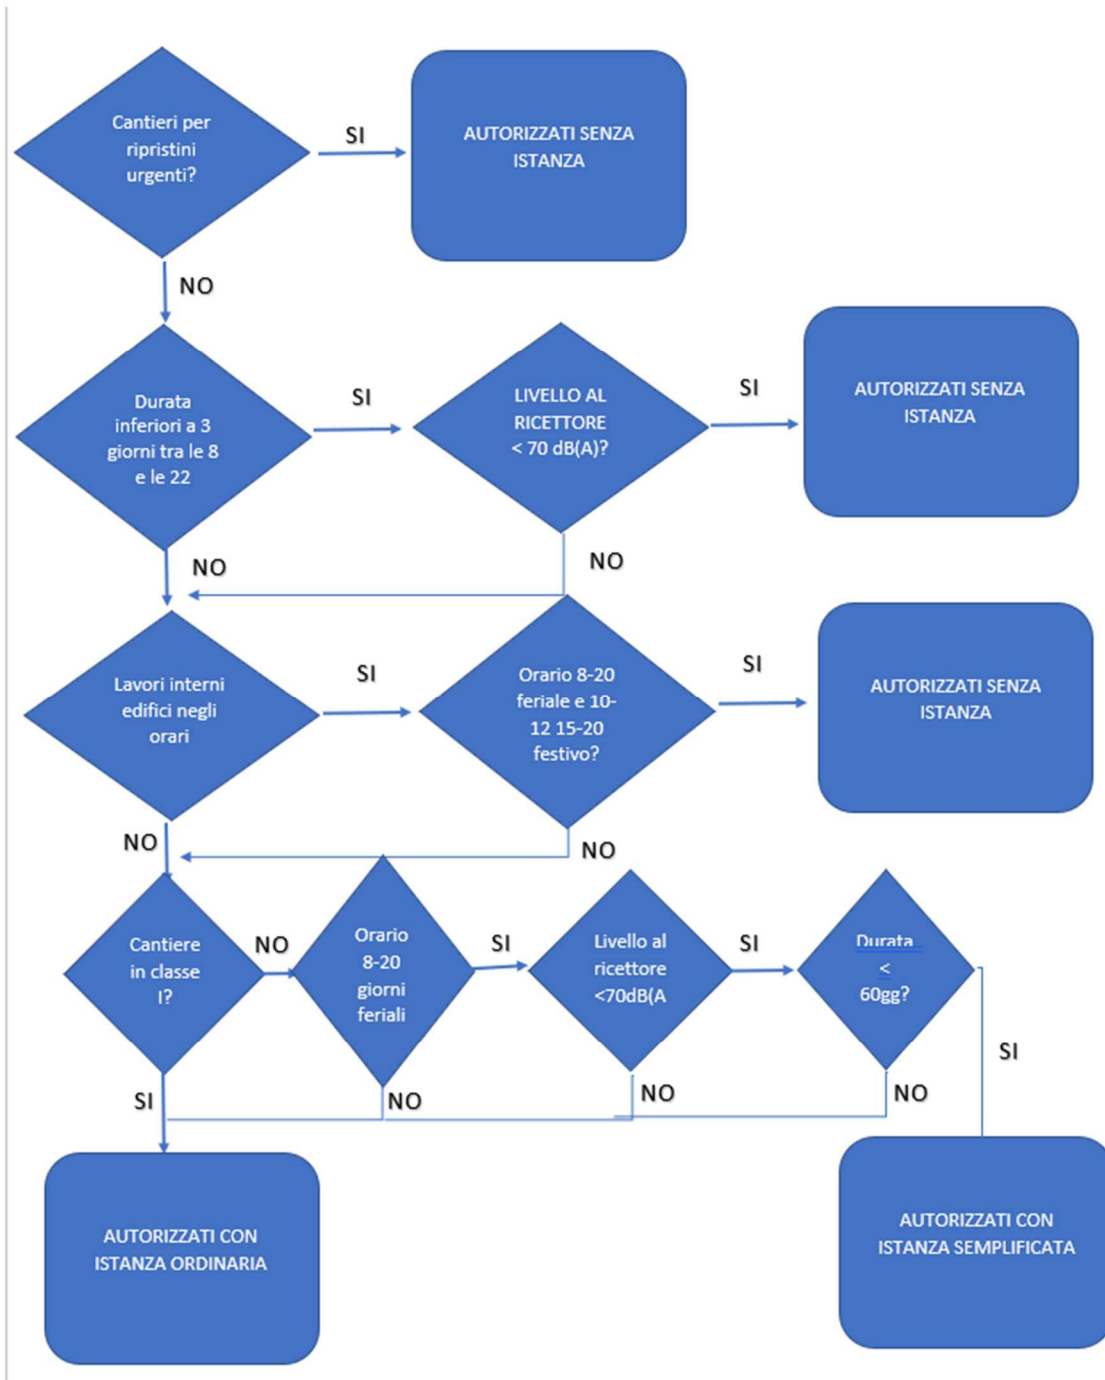 Cantieri per
ripristini
urgenti?
SI
AUTORIZZATI SENZA
ISTANZA
NO
Durata
inferiori a 3
giorni tra le 8
e le 22
SI
LIVELLO AL
RICETTORE
< 70 dB(A)?
SI
AUTORIZZATI SENZA
ISTANZA
NO
NO
Lavori interni
edifici negli
orari
SI
Orario 8-20
feriale e 10-
12 15-20
festivo?
SI
AUTORIZZATI SENZA
ISTANZA
NO
NO
Cantiere
in classe
I?
NO
Orario
8-20
giorni
feriali
SI
Livello al
ricettore
<70dB(A
SI
Durata
<
60gg?
SI
SI
NO
NO
NO
AUTORIZZATI CON
ISTANZA ORDINARIA
AUTORIZZATI CON
ISTANZA SEMPLIFICATA